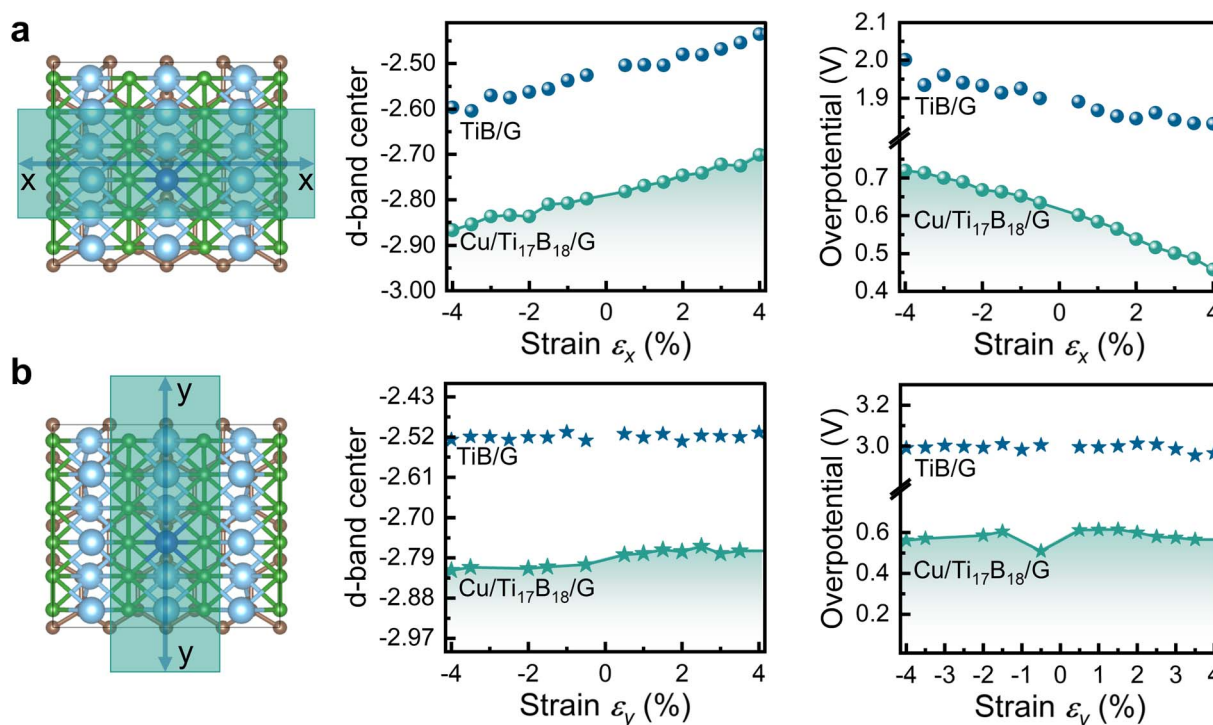 a
x x
d-band center
-2.50
-2.60
-2.70
-2.80
-2.90
-3.00
TiB/G
Cu/Ti₁₇B₁₈/G
-4 -2 0 2 4
Strain εₓ (%)
Overpotential (V)
2.1
2.0
1.9
0.7
0.6
0.5
0.4
TiB/G
Cu/Ti₁₇B₁₈/G
-4 -2 0 2 4
Strain εₓ (%)
b
y
y
d-band center
-2.43
-2.52
-2.61
-2.70
-2.79
-2.88
-2.97
TiB/G
Cu/Ti₁₇B₁₈/G
-4 -2 0 2 4
Strain εᵧ (%)
Overpotential (V)
3.2
3.0
0.6
0.4
0.2
TiB/G
Cu/Ti₁₇B₁₈/G
-4 -3 -2 -1 0 1 2 3 4
Strain εᵧ (%)